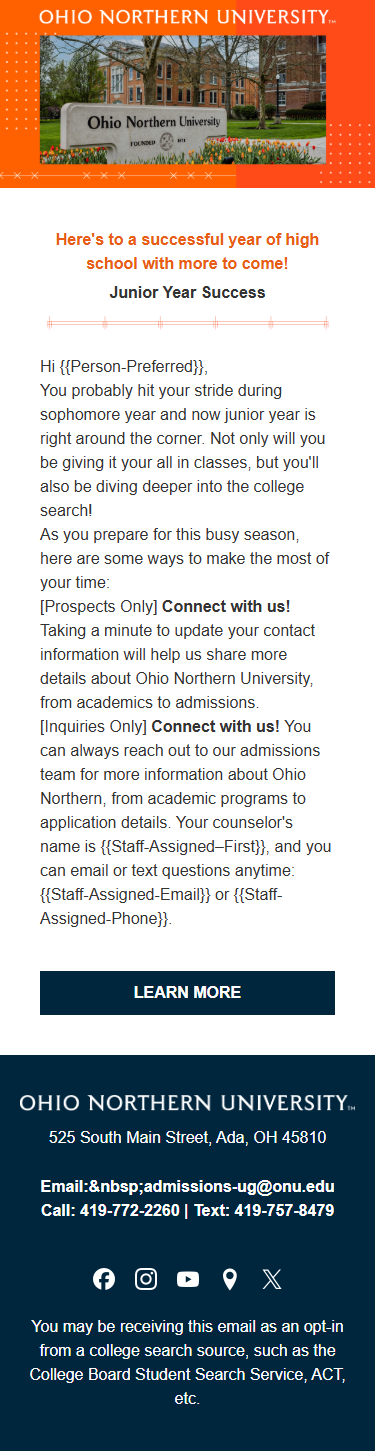 OHIO NORTHERN UNIVERSITY™
Ohio Northern University
FOUNDED 1871
Here's to a successful year of high
school with more to come!
Junior Year Success
Hi {{Person-Preferred}},
You probably hit your stride during
sophomore year and now junior year is
right around the corner. Not only will you
be giving it your all in classes, but you'll
also be diving deeper into the college
search!
As you prepare for this busy season,
here are some ways to make the most of
your time:
[Prospects Only] Connect with us!
Taking a minute to update your contact
information will help us share more
details about Ohio Northern University,
from academics to admissions.
[Inquiries Only] Connect with us! You
can always reach out to our admissions
team for more information about Ohio
Northern, from academic programs to
application details. Your counselor's
name is {{Staff-Assigned–First}}, and you
can email or text questions anytime:
{{Staff-Assigned-Email}} or {{Staff-
Assigned-Phone}}.
LEARN MORE
OHIO NORTHERN UNIVERSITY™
525 South Main Street, Ada, OH 45810
Email:&nbsp;admissions-ug@onu.edu
Call: 419-772-2260 | Text: 419-757-8479
You may be receiving this email as an opt-in
from a college search source, such as the
College Board Student Search Service, ACT,
etc.